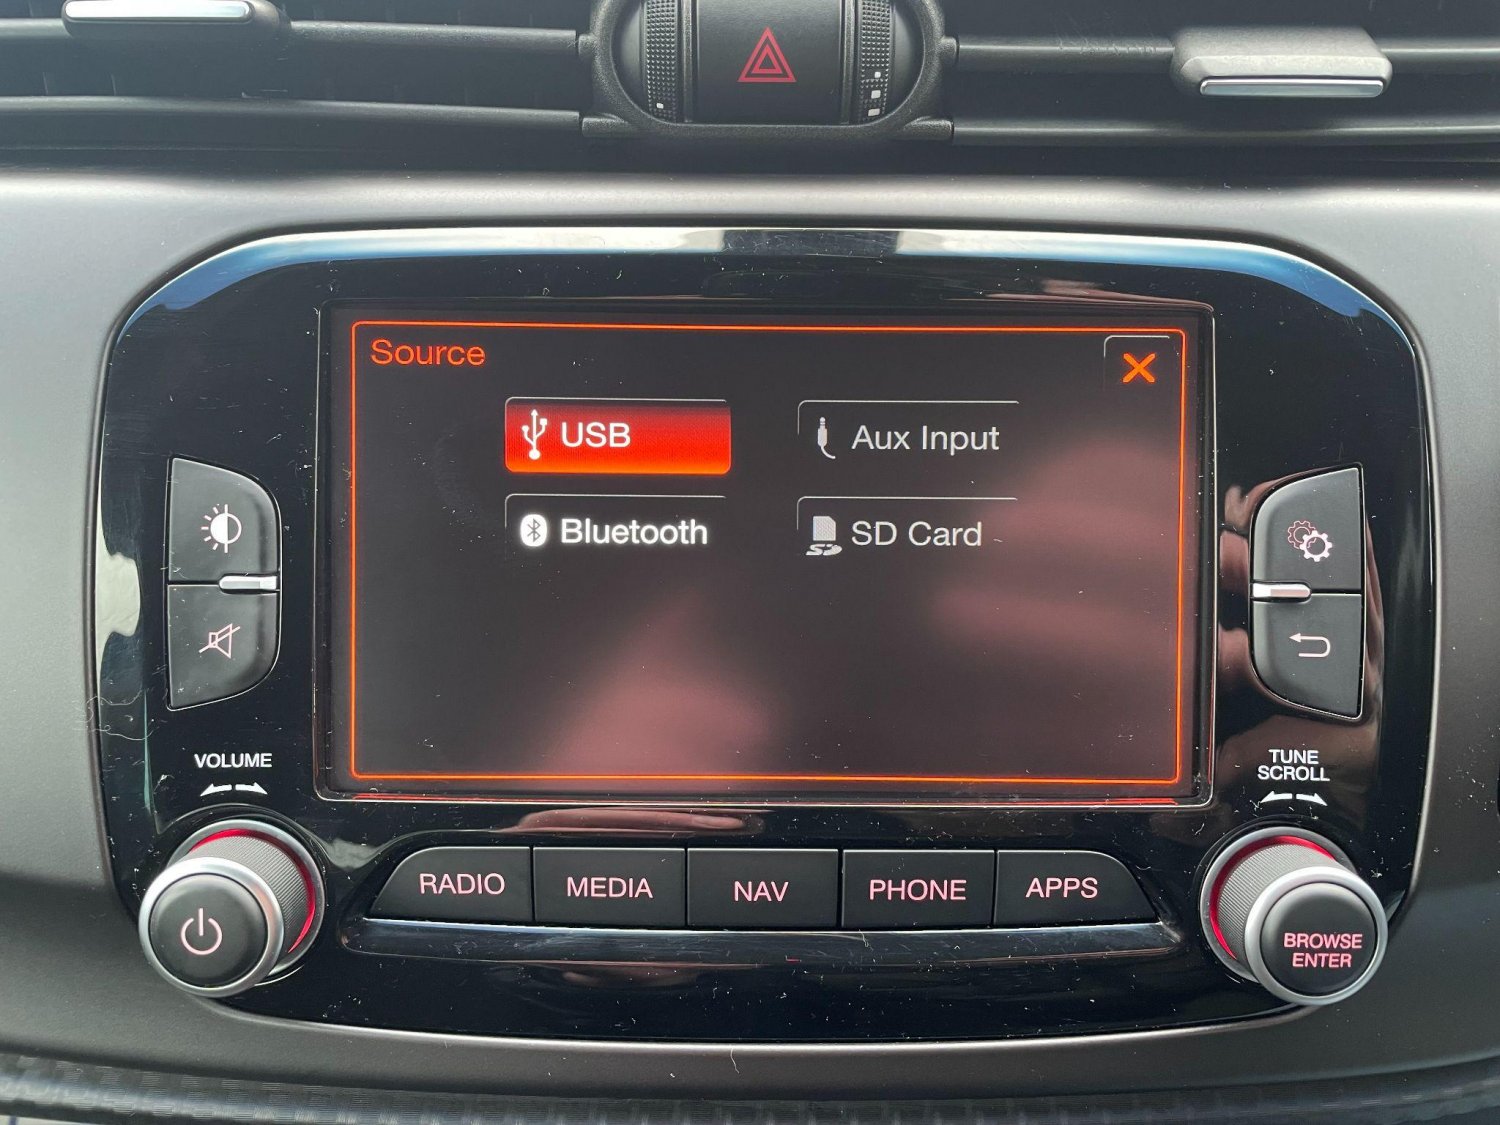 Source
USB
Aux Input
Bluetooth
SD Card
VOLUME
TUNE
SCROLL
RADIO
MEDIA
NAV
PHONE
APPS
BROWSE
ENTER